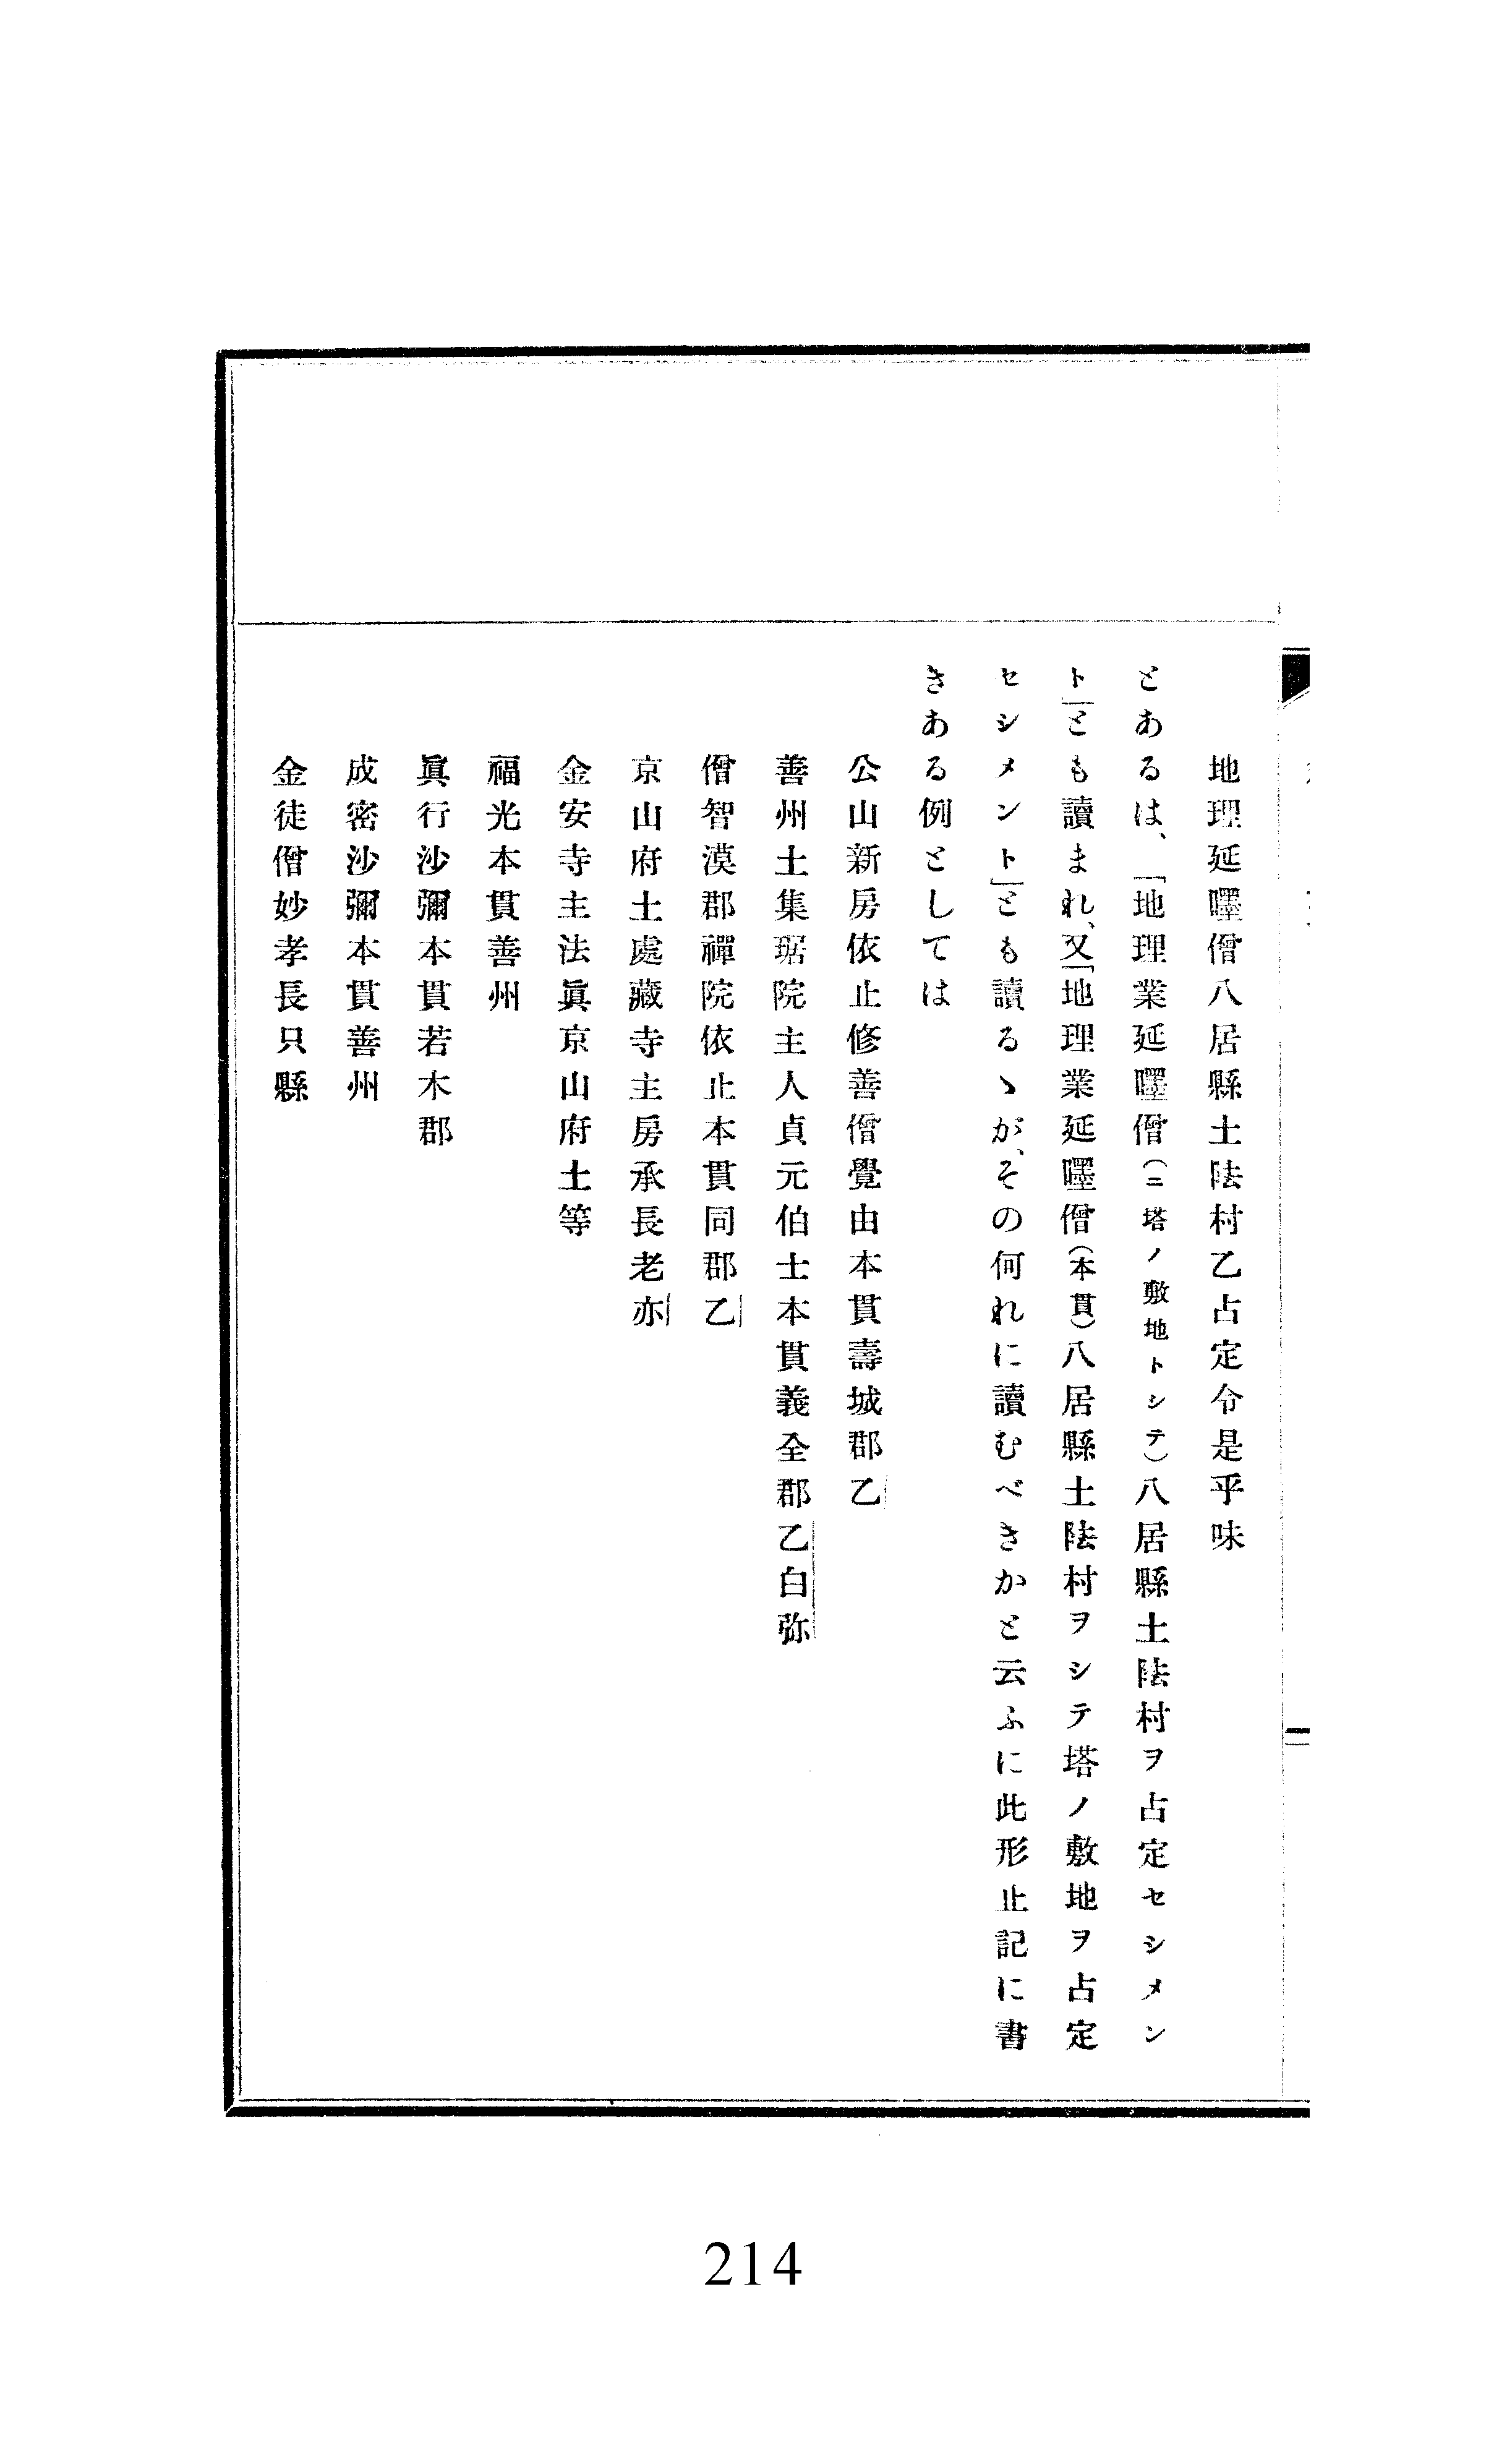 地理延嚜僧八居縣土阹村乙占定令是乎味
とあるは、「地理業延嚜僧(ニ塔ノ敷地トシテ)八居縣土阹村ヲ占定セシメン
ト」とも讀まれ、又「地理業延嚜僧(本貫)八居縣土阹村ヲシテ塔ノ敷地ヲ占定
セシメント」とも讀るゝが、その何れに讀むべきかと云ふに此形止記に書
きある例としては
公山新房依止修善僧覺由本貫壽城郡乙
善州土集琚院主人貞元伯士本貫義全郡乙白弥
僧智漠郡禪院依止本貫同郡乙
京山府土處藏寺主房承長老亦
金安寺主法眞京山府土等
福光本貫善州
眞行沙彌本貫若木郡
成密沙彌本貫善州
金徒僧妙孝長只縣
214